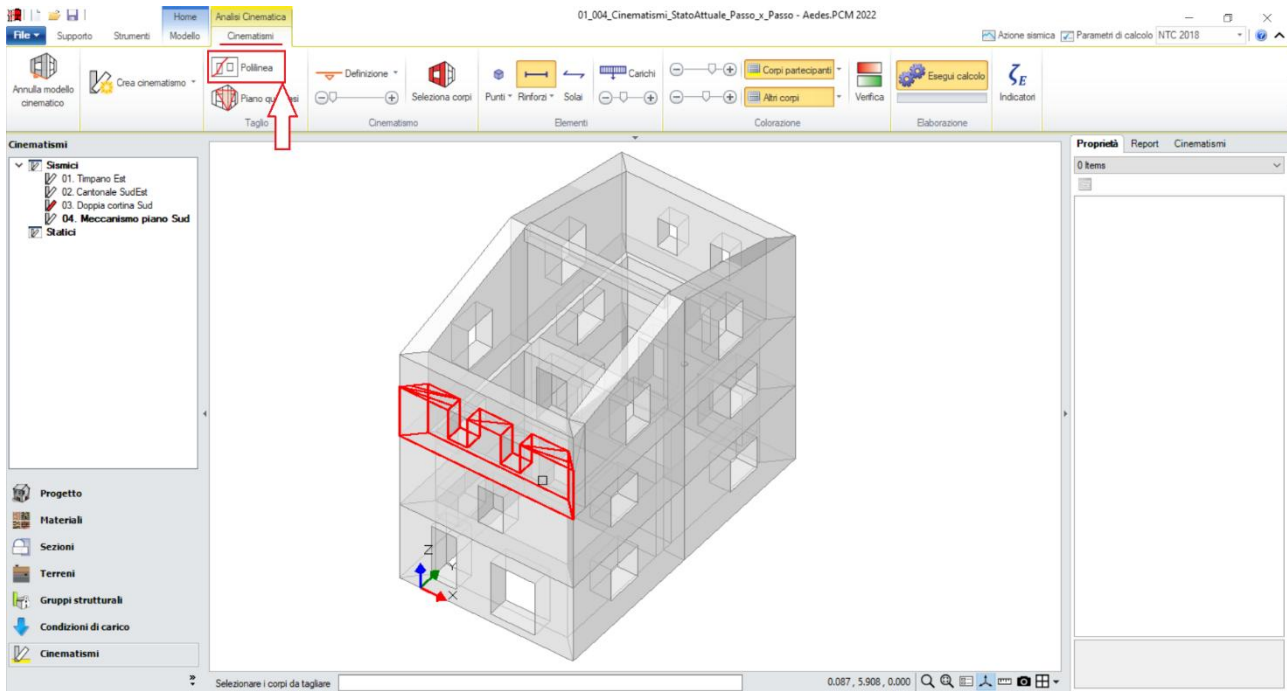 01_004_Cinematismi_StatoAttuale_Passo_x_Passo - Aedes.PCM 2022
Home
Analisi Cinematica
File
Supporto
Strumenti
Modello
Cinematismi
Azione sismica
Parametri di calcolo
NTC 2018
Annulla modello
cinematico
Crea cinematismo
Polilinea
Piano qu
si
Taglio
Definizione
Seleziona corpi
Cinematismo
Punti
Rinforzi
Solai
Carichi
Elementi
Corpi partecipanti
Altri corpi
Verifica
Colorazione
Esegui calcolo
Elaborazione
ζE
Indicatori
Cinematismi
Sismici
01. Timpano Est
02. Cantonale SudEst
03. Doppia cortina Sud
04. Meccanismo piano Sud
Statici
Progetto
Materiali
Sezioni
Terreni
Gruppi strutturali
Condizioni di carico
Cinematismi
Z
Y
X
Proprietà
Report
Cinematismi
0 Items
Selezionare i corpi da tagliare
0.087 , 5.908 , 0.000